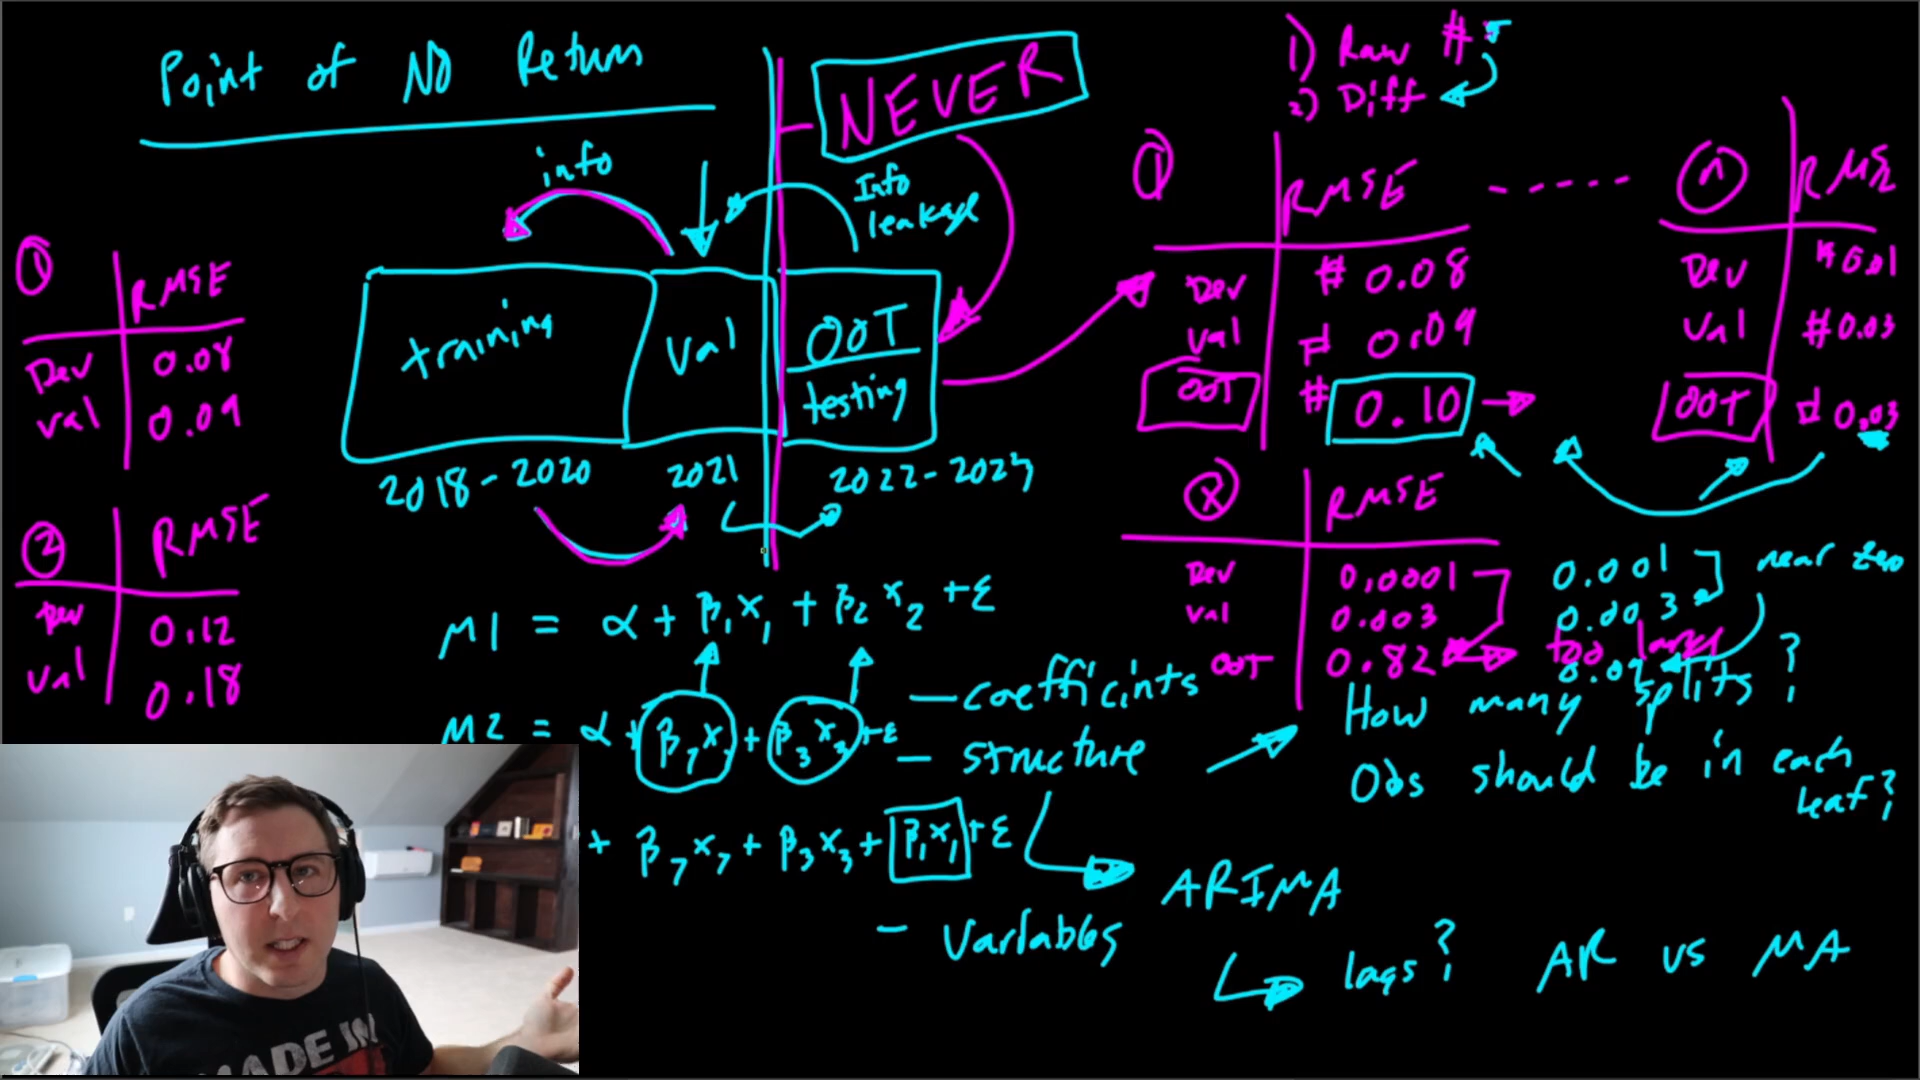 Point of NO Return
NEVER
info
Info
leakage
training
val
OOT
testing
2018-2020
2021
2022-2023
① RMSE
Dev 0.08
val 0.09
② RMSE
Dev 0.12
val 0.18
1) Raw #s
2) Diff
① RMSE
Dev # 0.08
val # 0.09
OOT # 0.10
- - - - -
ⓝ RMSE
Dev # 0.01
val # 0.03
OOT # 0.03
ⓧ RMSE
Dev 0.0001
val 0.003
OOT 0.82
too large
0.001
0.003
near zero
M1 = α + β₁x₁ + β₂x₂ + ε
M2 = α + β₇x₇ + β₃x₃ + ε
+ β₇x₇ + β₃x₃ + β₁x₁ + ε
- coefficints
- structure
- variables
How many splits?
Obs should be in each
leaf?
ARIMA
lags? AR vs MA
MADE IN